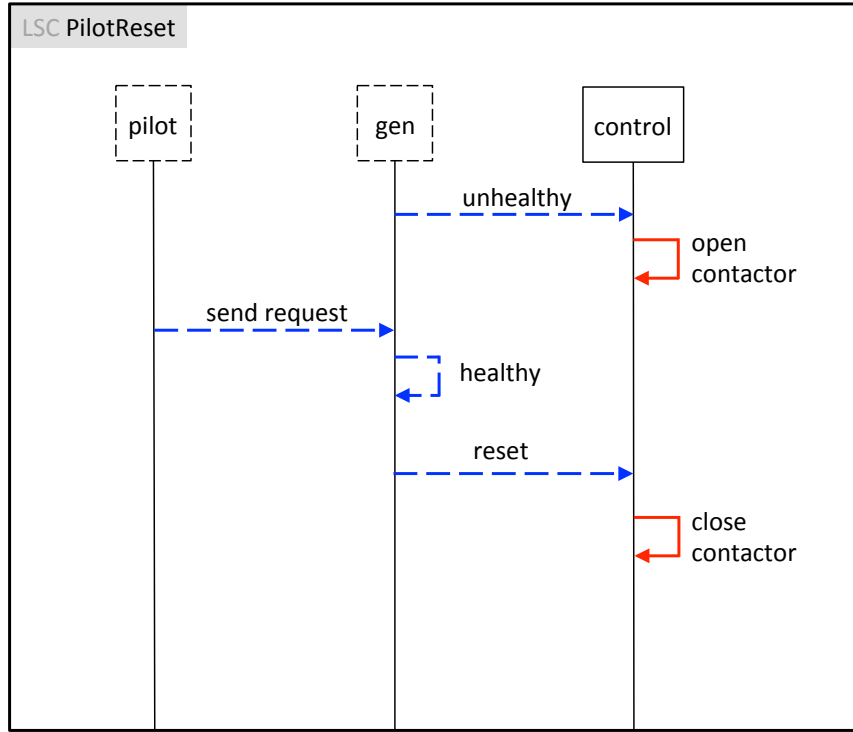 LSC PilotReset
pilot
gen
control
unhealthy
open
contactor
send request
healthy
reset
close
contactor